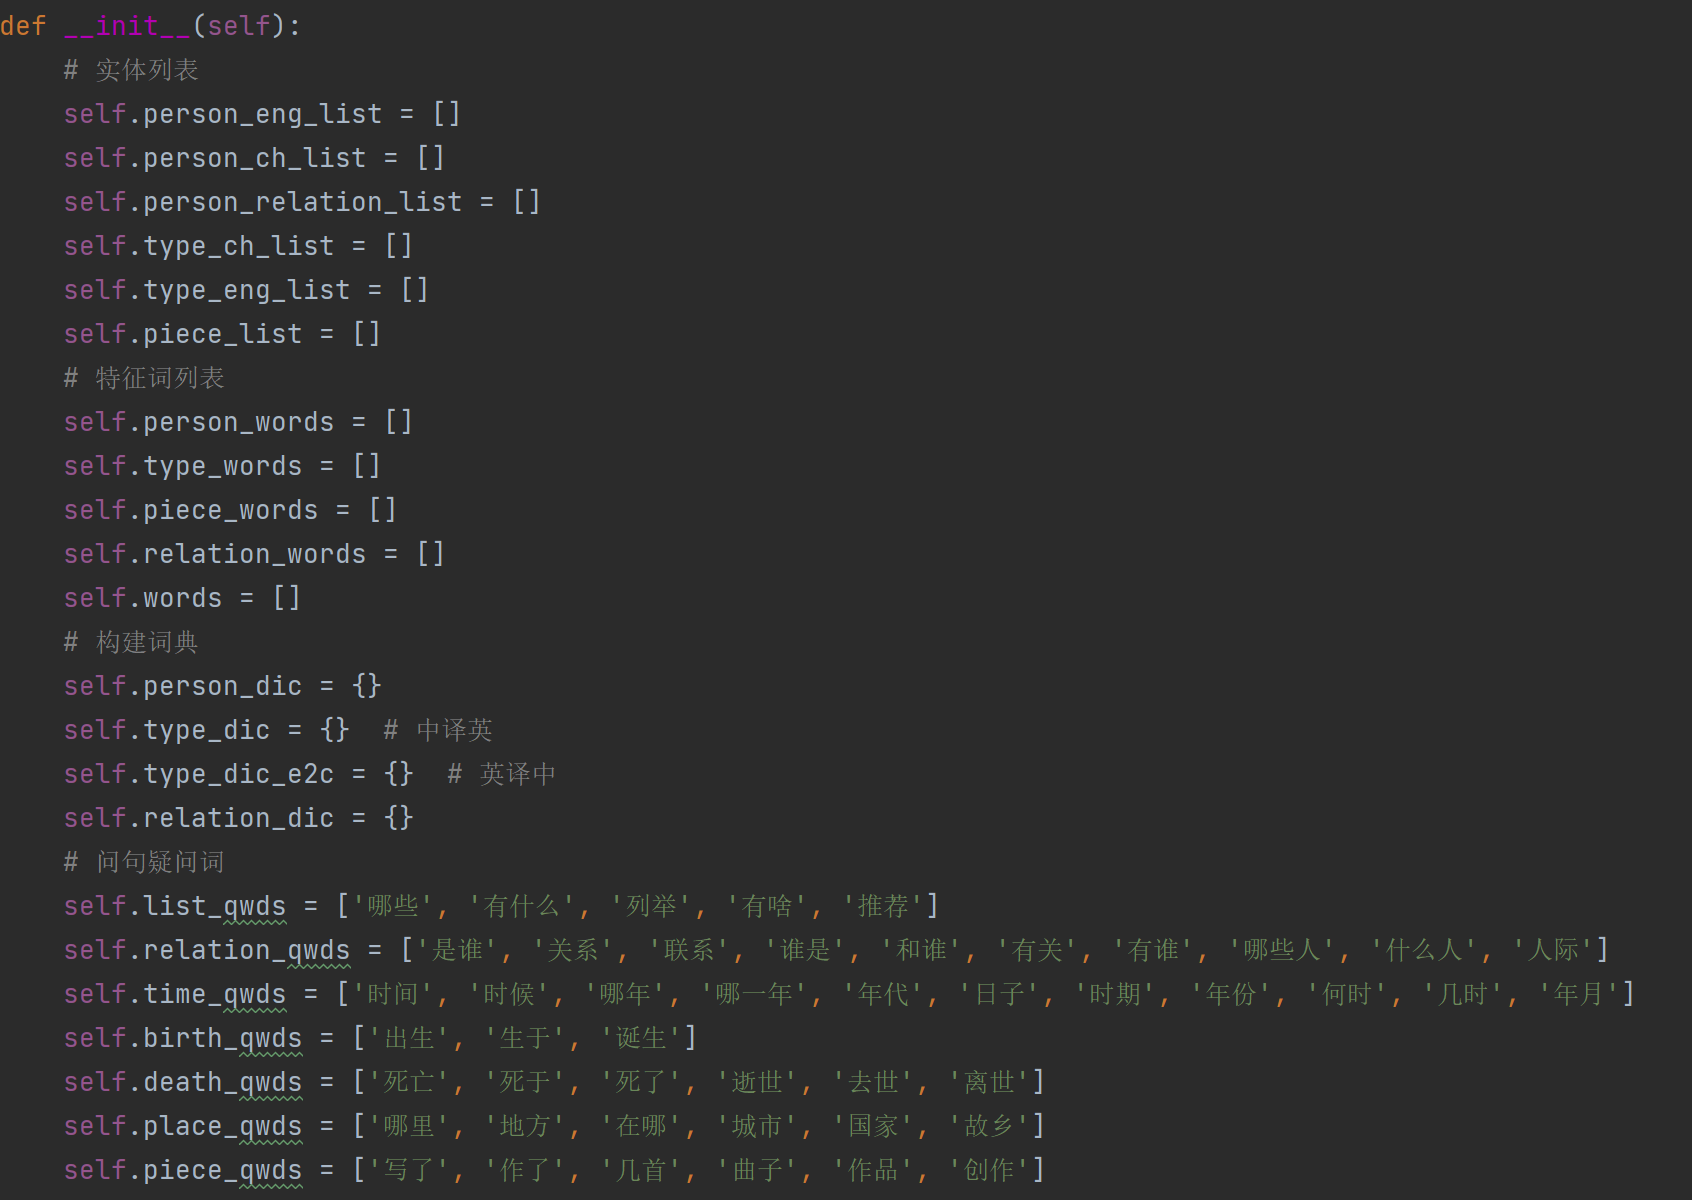 def __init__(self):
    # 实体列表
    self.person_eng_list = []
    self.person_ch_list = []
    self.person_relation_list = []
    self.type_ch_list = []
    self.type_eng_list = []
    self.piece_list = []
    # 特征词列表
    self.person_words = []
    self.type_words = []
    self.piece_words = []
    self.relation_words = []
    self.words = []
    # 构建词典
    self.person_dic = {}
    self.type_dic = {}  # 中译英
    self.type_dic_e2c = {}  # 英译中
    self.relation_dic = {}
    # 问句疑问词
    self.list_qwds = ['哪些', '有什么', '列举', '有啥', '推荐']
    self.relation_qwds = ['是谁', '关系', '联系', '谁是', '和谁', '有关', '有谁', '哪些人', '什么人', '人际']
    self.time_qwds = ['时间', '时候', '哪年', '哪一年', '年代', '日子', '时期', '年份', '何时', '几时', '年月']
    self.birth_qwds = ['出生', '生于', '诞生']
    self.death_qwds = ['死亡', '死于', '死了', '逝世', '去世', '离世']
    self.place_qwds = ['哪里', '地方', '在哪', '城市', '国家', '故乡']
    self.piece_qwds = ['写了', '作了', '几首', '曲子', '作品', '创作']